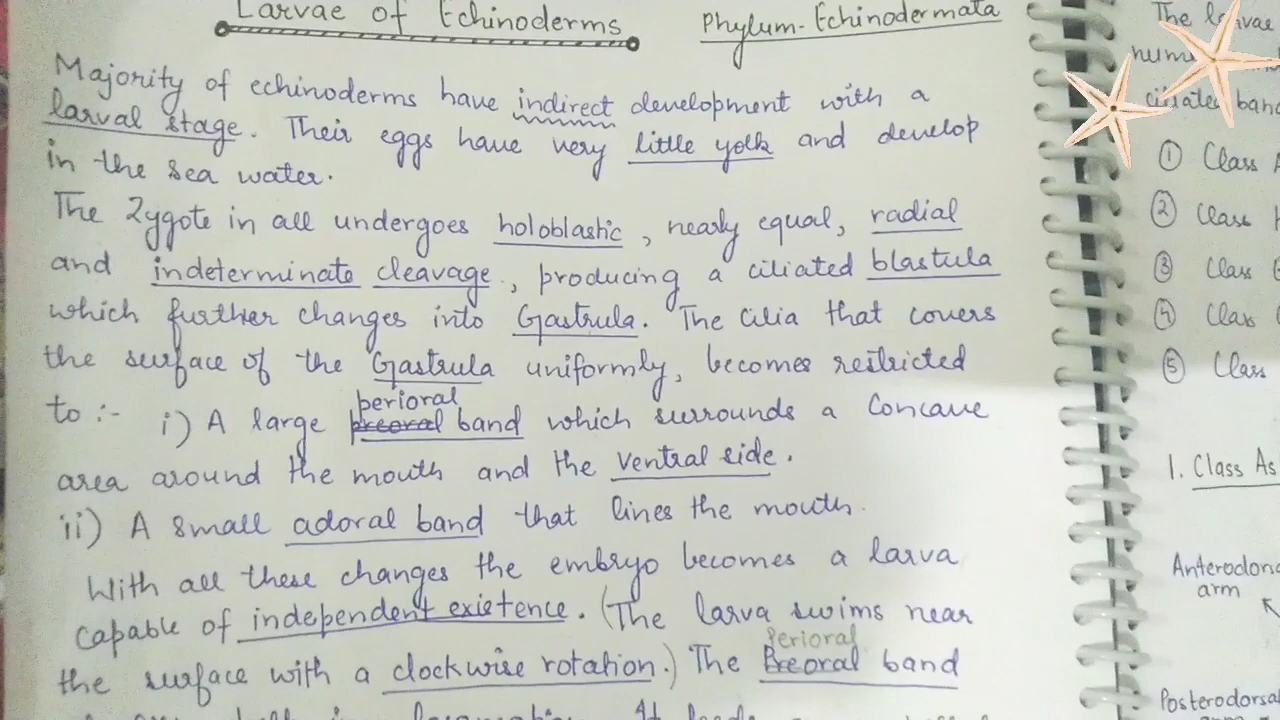 Larvae of Echinoderms
Phylum-Echinodermata
Majority of echinoderms have indirect development with a
larval stage. Their eggs have very little yolk and develop
in the sea water.
The Zygote in all undergoes holoblastic, nearly equal, radial
and indeterminate cleavage, producing a ciliated blastula
which further changes into Gastrula. The cilia that covers
the surface of the Gastrula uniformly, becomes restricted
perioral
to :- i) A large preoral band which surrounds a concave
area around the mouth and the ventral side.
ii) A small adoral band that lines the mouth.
With all these changes the embryo becomes a larva
capable of independent existence. (The larva swims near
Perioral
the surface with a clockwise rotation.) The Preoral band
The larvae
ciliated band
① Class A
② Class
③ Class
④ Class
⑤ Class
1. Class As
Anterodors
arm
Posterodorsa